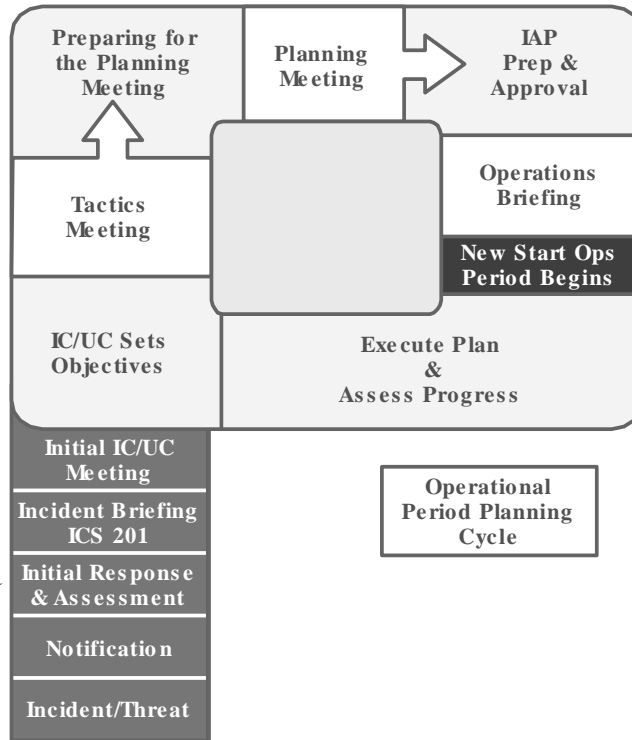 Preparing for
the Planning
Meeting
Planning
Meeting
IAP
Prep &
Approval
Tactics
Meeting
Operations
Briefing
New Start Ops
Period Begins
IC/UC Sets
Objectives
Execute Plan
&
Assess Progress
Initial IC/UC
Meeting
Incident Briefing
ICS 201
Initial Response
& Assessment
Notification
Incident/Threat
Operational
Period Planning
Cycle